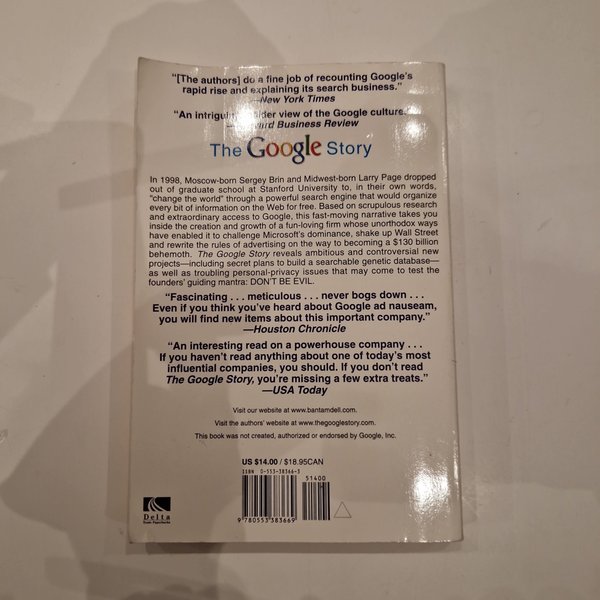 "[The authors] do a fine job of recounting Google's
rapid rise and explaining its search business."
—New York Times
"An intriguing insider view of the Google culture."
—Harvard Business Review
The Google Story
In 1998, Moscow-born Sergey Brin and Midwest-born Larry Page dropped
out of graduate school at Stanford University to, in their own words,
"change the world" through a powerful search engine that would organize
every bit of information on the Web for free. Based on scrupulous research
and extraordinary access to Google, this fast-moving narrative takes you
inside the creation and growth of a fun-loving firm whose unorthodox ways
have enabled it to challenge Microsoft's dominance, shake up Wall Street
and rewrite the rules of advertising on the way to becoming a $130 billion
behemoth. The Google Story reveals ambitious and controversial new
projects—including secret plans to build a searchable genetic database—
as well as troubling personal-privacy issues that may come to test the
founders' guiding mantra: DON'T BE EVIL.
"Fascinating . . . meticulous . . . never bogs down . . .
Even if you think you've heard about Google ad nauseam,
you will find new items about this important company."
—Houston Chronicle
"An interesting read on a powerhouse company . . .
If you haven't read anything about one of today's most
influential companies, you should. If you don't read
The Google Story, you're missing a few extra treats."
—USA Today
Visit our website at www.bantamdell.com.
Visit the authors' website at www.thegooglestory.com.
This book was not created, authorized or endorsed by Google, Inc.
US $14.00 / $18.95CAN
ISBN 0-553-38366-3
51400
9 780553 383669
Delta
Trade Paperbacks